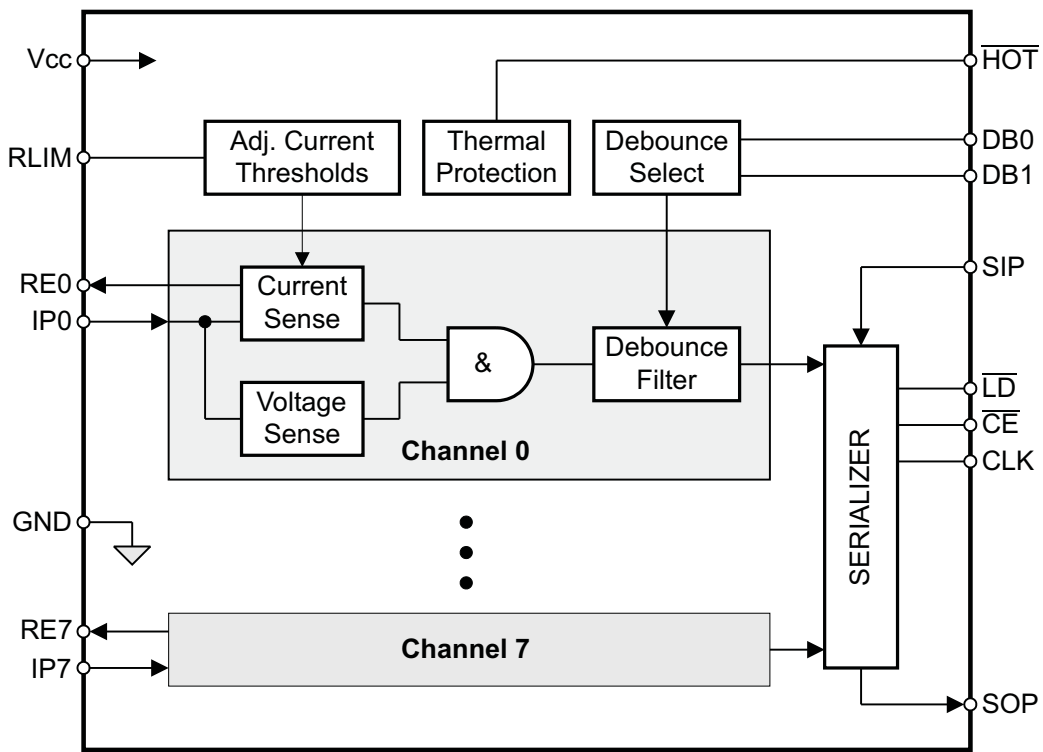 Vcc
HOT
RLIM
Adj. Current
Thresholds
Thermal
Protection
Debounce
Select
DB0
DB1
RE0
IP0
Current
Sense
SIP
&
Debounce
Filter
Voltage
Sense
Channel 0
LD
CE
CLK
SERIALIZER
GND
RE7
IP7
Channel 7
SOP